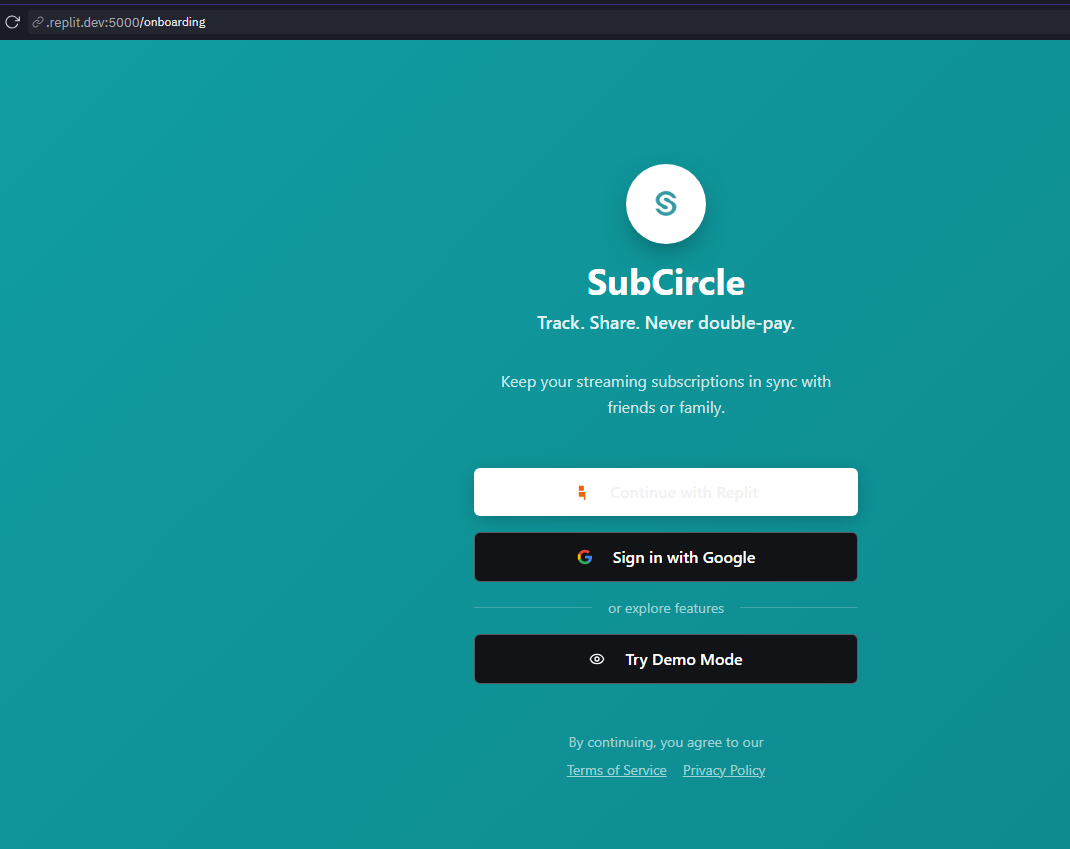 .replit.dev:5000/onboarding
S
SubCircle
Track. Share. Never double-pay.
Keep your streaming subscriptions in sync with
friends or family.
Continue with Replit
Sign in with Google
or explore features
Try Demo Mode
By continuing, you agree to our
Terms of Service Privacy Policy